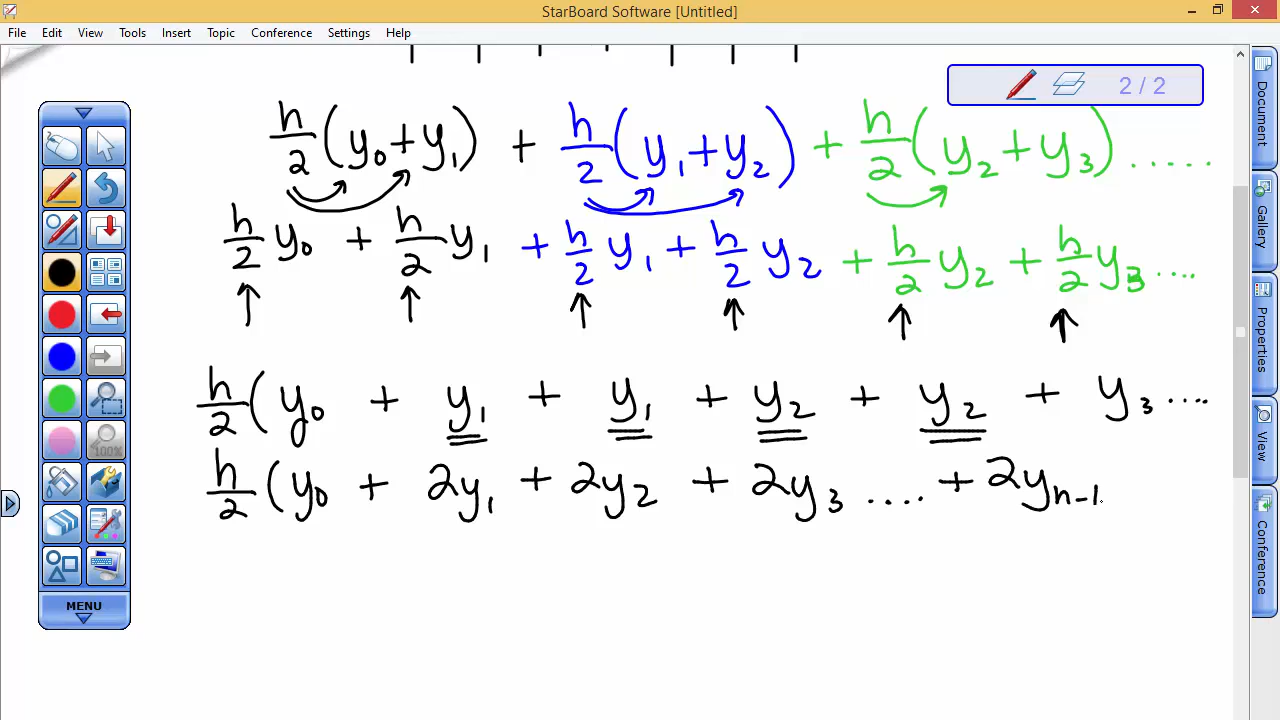 StarBoard Software [Untitled]
File Edit View Tools Insert Topic Conference Settings Help
2 / 2
h/2 (y₀ + y₁) + h/2 (y₁ + y₂) + h/2 (y₂ + y₃) .....
h/2 y₀ + h/2 y₁ + h/2 y₁ + h/2 y₂ + h/2 y₂ + h/2 y₃ ....
h/2 (y₀ + y₁ + y₁ + y₂ + y₂ + y₃ ....
h/2 (y₀ + 2y₁ + 2y₂ + 2y₃ .... + 2yₙ₋₁
100%
MENU
Document
Gallery
Properties
View
Conference